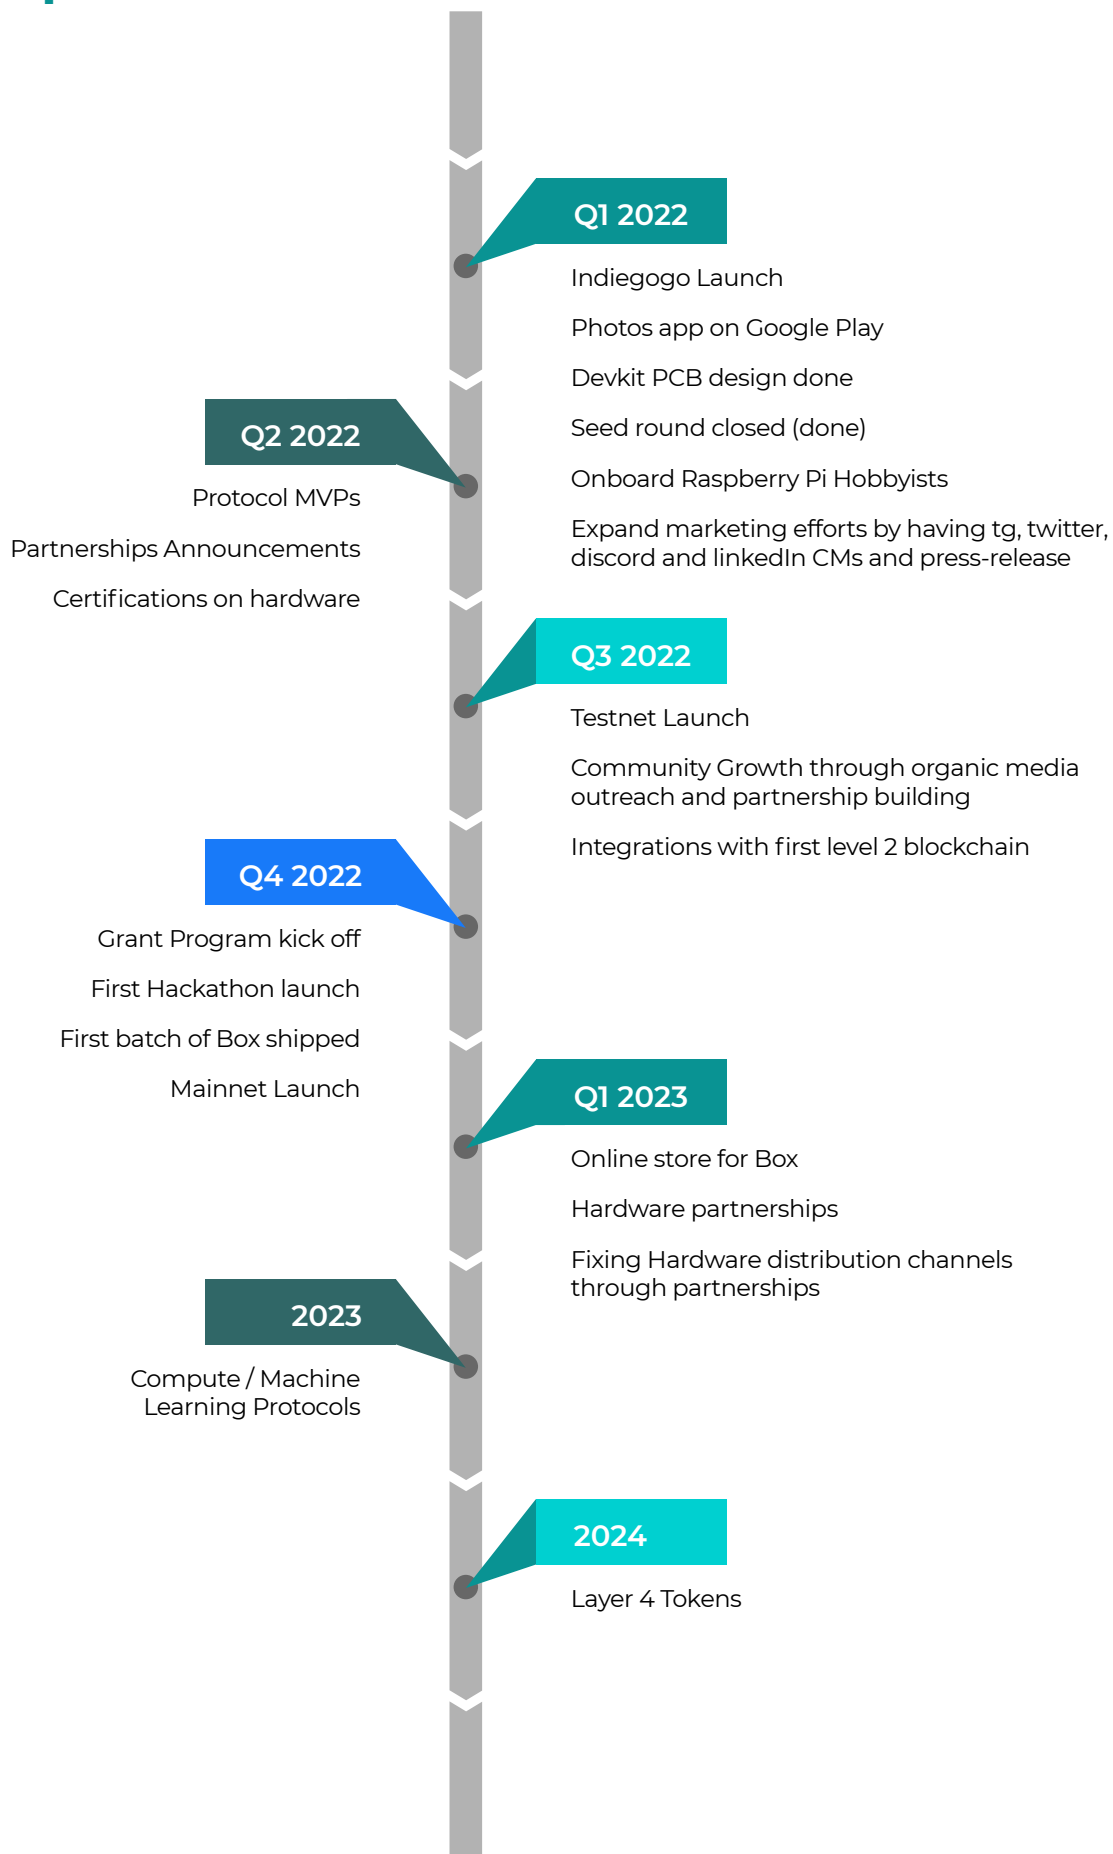 Q1 2022
Indiegogo Launch
Photos app on Google Play
Devkit PCB design done
Seed round closed (done)
Onboard Raspberry Pi Hobbyists
Expand marketing efforts by having tg, twitter,
discord and linkedIn CMs and press-release
Q2 2022
Protocol MVPs
Partnerships Announcements
Certifications on hardware
Q3 2022
Testnet Launch
Community Growth through organic media
outreach and partnership building
Integrations with first level 2 blockchain
Q4 2022
Grant Program kick off
First Hackathon launch
First batch of Box shipped
Mainnet Launch
Q1 2023
Online store for Box
Hardware partnerships
Fixing Hardware distribution channels
through partnerships
2023
Compute / Machine
Learning Protocols
2024
Layer 4 Tokens